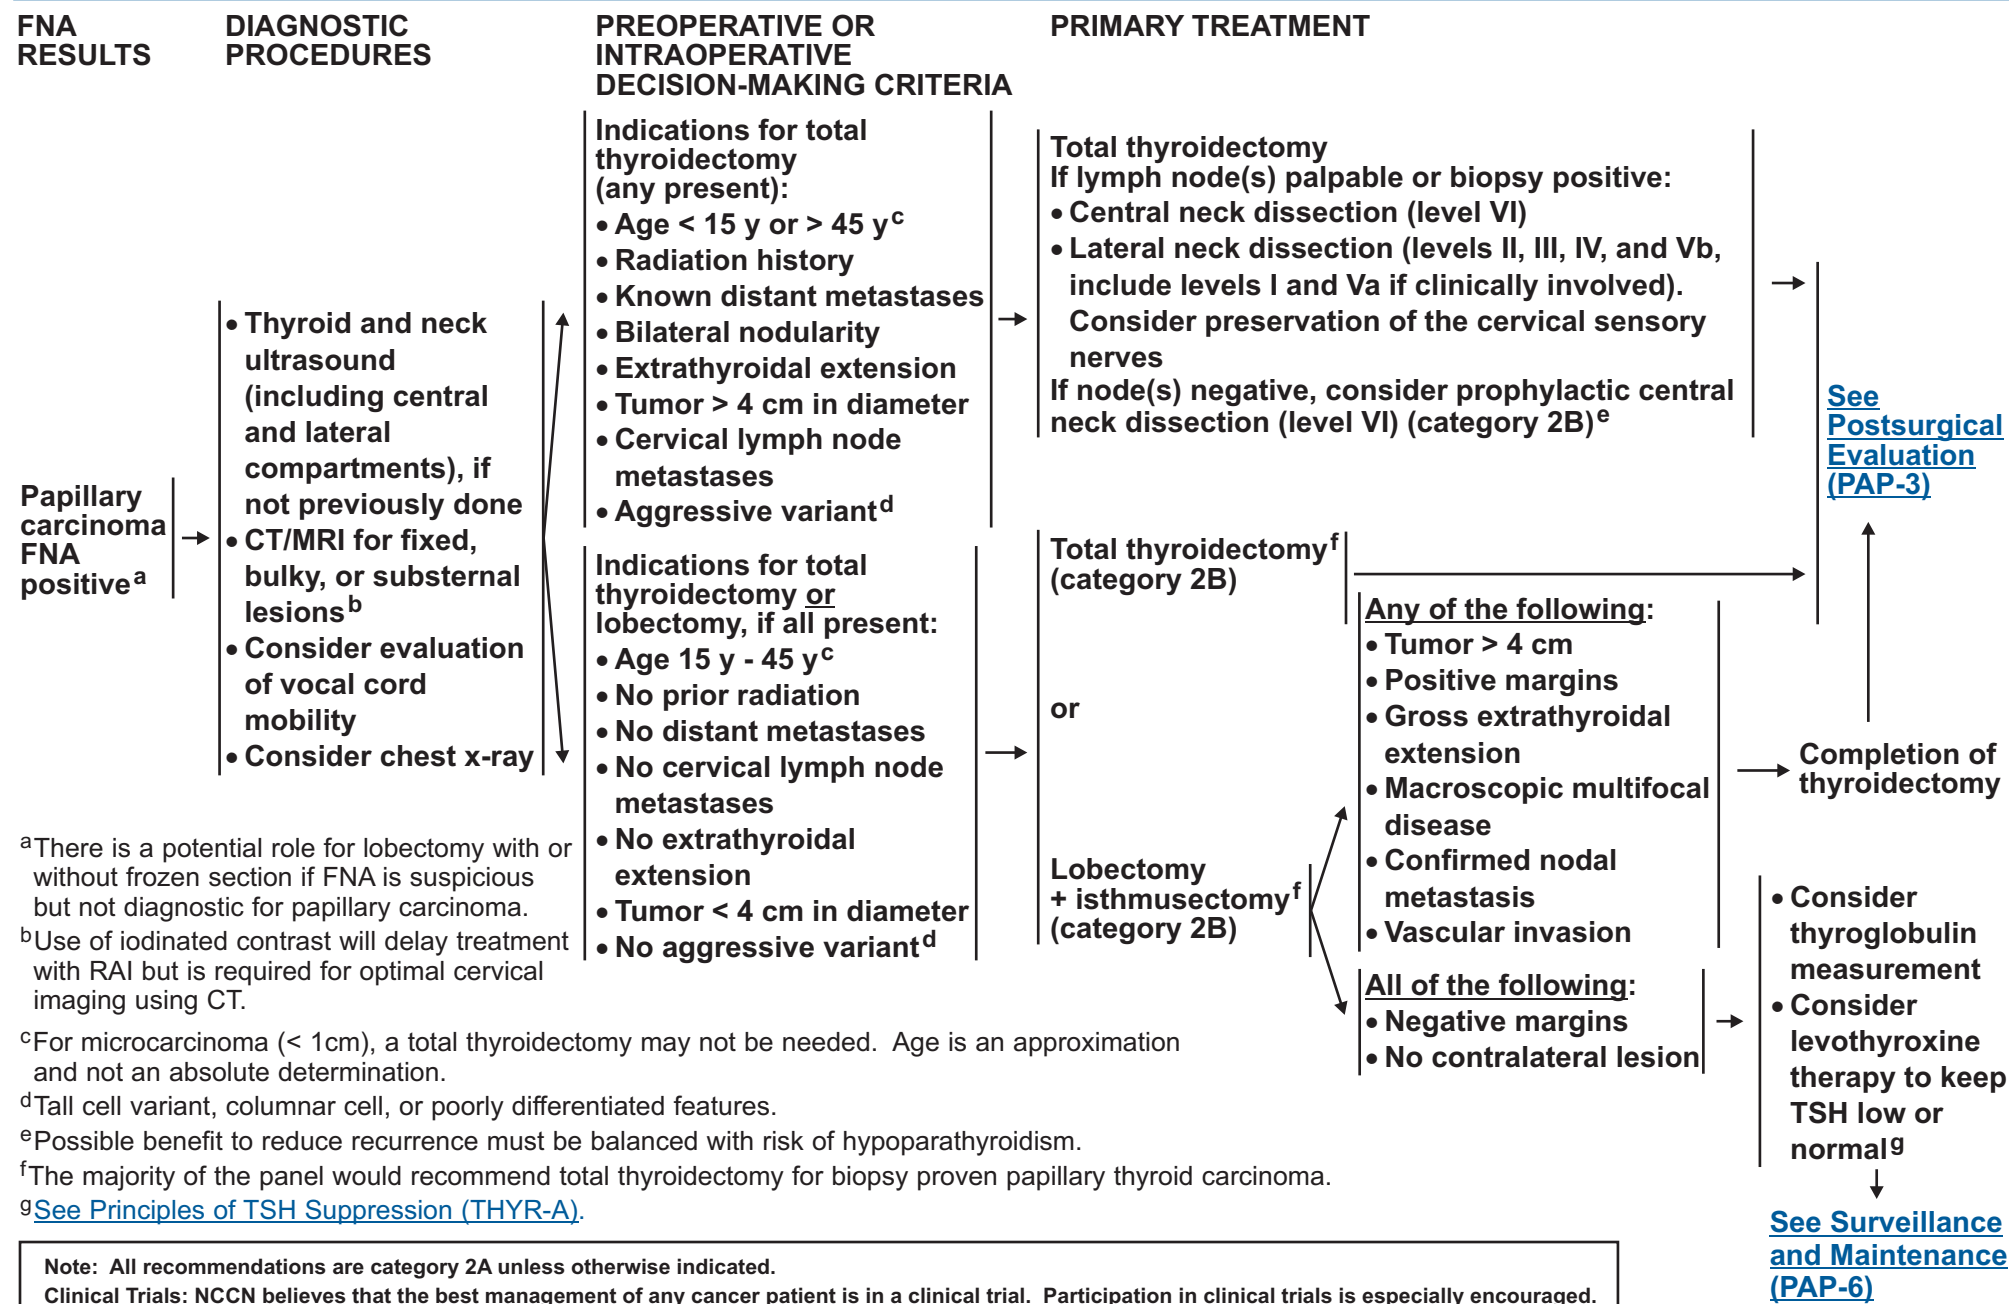 FNA
RESULTS
DIAGNOSTIC
PROCEDURES
PREOPERATIVE OR
INTRAOPERATIVE
DECISION-MAKING CRITERIA
PRIMARY TREATMENT
Papillary
carcinoma
FNA
positive a
• Thyroid and neck
ultrasound
(including central
and lateral
compartments), if
not previously done
• CT/MRI for fixed,
bulky, or substernal
lesions b
• Consider evaluation
of vocal cord
mobility
• Consider chest x-ray
Indications for total
thyroidectomy
(any present):
• Age < 15 y or > 45 y c
• Radiation history
• Known distant metastases
• Bilateral nodularity
• Extrathyroidal extension
• Tumor > 4 cm in diameter
• Cervical lymph node
metastases
• Aggressive variant d
Total thyroidectomy
If lymph node(s) palpable or biopsy positive:
• Central neck dissection (level VI)
• Lateral neck dissection (levels II, III, IV, and Vb,
include levels I and Va if clinically involved).
Consider preservation of the cervical sensory
nerves
If node(s) negative, consider prophylactic central
neck dissection (level VI) (category 2B) e
See
Postsurgical
Evaluation
(PAP-3)
Indications for total
thyroidectomy or
lobectomy, if all present:
• Age 15 y - 45 y c
• No prior radiation
• No distant metastases
• No cervical lymph node
metastases
• No extrathyroidal
extension
• Tumor < 4 cm in diameter
• No aggressive variant d
Total thyroidectomy f
(category 2B)
or
Lobectomy
+ isthmusectomy f
(category 2B)
Any of the following:
• Tumor > 4 cm
• Positive margins
• Gross extrathyroidal
extension
• Macroscopic multifocal
disease
• Confirmed nodal
metastasis
• Vascular invasion
Completion of
thyroidectomy
All of the following:
• Negative margins
• No contralateral lesion
• Consider
thyroglobulin
measurement
• Consider
levothyroxine
therapy to keep
TSH low or
normal g
See Surveillance
and Maintenance
(PAP-6)
a There is a potential role for lobectomy with or
without frozen section if FNA is suspicious
but not diagnostic for papillary carcinoma.
b Use of iodinated contrast will delay treatment
with RAI but is required for optimal cervical
imaging using CT.
c For microcarcinoma (< 1cm), a total thyroidectomy may not be needed. Age is an approximation
and not an absolute determination.
d Tall cell variant, columnar cell, or poorly differentiated features.
e Possible benefit to reduce recurrence must be balanced with risk of hypoparathyroidism.
f The majority of the panel would recommend total thyroidectomy for biopsy proven papillary thyroid carcinoma.
g See Principles of TSH Suppression (THYR-A).
Note: All recommendations are category 2A unless otherwise indicated.
Clinical Trials: NCCN believes that the best management of any cancer patient is in a clinical trial. Participation in clinical trials is especially encouraged.